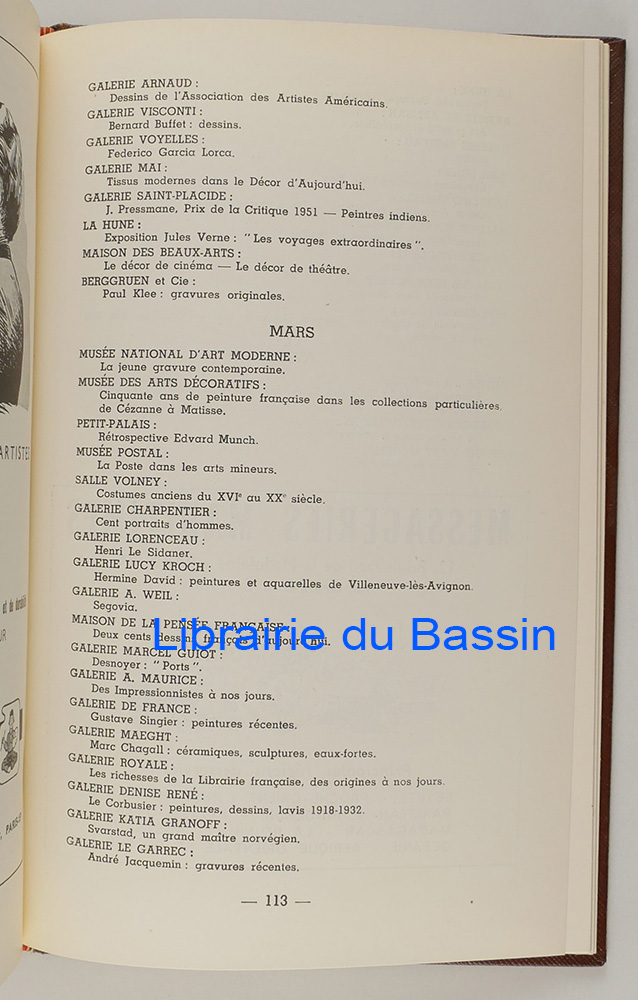 GALERIE ARNAUD :
Dessins de l'Association des Artistes Américains.
GALERIE VISCONTI :
Bernard Buffet : dessins.
GALERIE VOYELLES :
Federico Garcia Lorca.
GALERIE MAI :
Tissus modernes dans le Décor d'Aujourd'hui.
GALERIE SAINT-PLACIDE :
J. Pressmane, Prix de la Critique 1951 — Peintres indiens.
LA HUNE :
Exposition Jules Verne : " Les voyages extraordinaires ".
MAISON DES BEAUX-ARTS :
Le décor de cinéma — Le décor de théâtre.
BERGGRUEN et Cie :
Paul Klee : gravures originales.
MARS
MUSÉE NATIONAL D'ART MODERNE :
La jeune gravure contemporaine.
MUSÉE DES ARTS DÉCORATIFS :
Cinquante ans de peinture française dans les collections particulières
de Cézanne à Matisse.
PETIT-PALAIS :
Rétrospective Edvard Munch.
MUSÉE POSTAL :
La Poste dans les arts mineurs.
SALLE VOLNEY :
Costumes anciens du XVIe au XXe siècle.
GALERIE CHARPENTIER :
Cent portraits d'hommes.
GALERIE LORENCEAU :
Henri Le Sidaner.
GALERIE LUCY KROCH :
Hermine David : peintures et aquarelles de Villeneuve-lès-Avignon.
GALERIE A. WEIL :
Segovia.
MAISON DE LA PENSÉE FRANÇAISE :
Deux cents dessins français d'aujourd'hui.
Librairie du Bassin
GALERIE MARCEL GUIOT :
Desnoyer : " Ports ".
GALERIE A. MAURICE :
Des Impressionnistes à nos jours.
GALERIE DE FRANCE :
Gustave Singier : peintures récentes.
GALERIE MAEGHT :
Marc Chagall : céramiques, sculptures, eaux-fortes.
GALERIE ROYALE :
Les richesses de la Librairie française, des origines à nos jours.
GALERIE DENISE RENÉ :
Le Corbusier : peintures, dessins, lavis 1918-1932.
GALERIE KATIA GRANOFF :
Svarstad, un grand maître norvégien.
GALERIE LE GARREC :
André Jacquemin : gravures récentes.
— 113 —
ARTISTES
et du
UR
PARIS